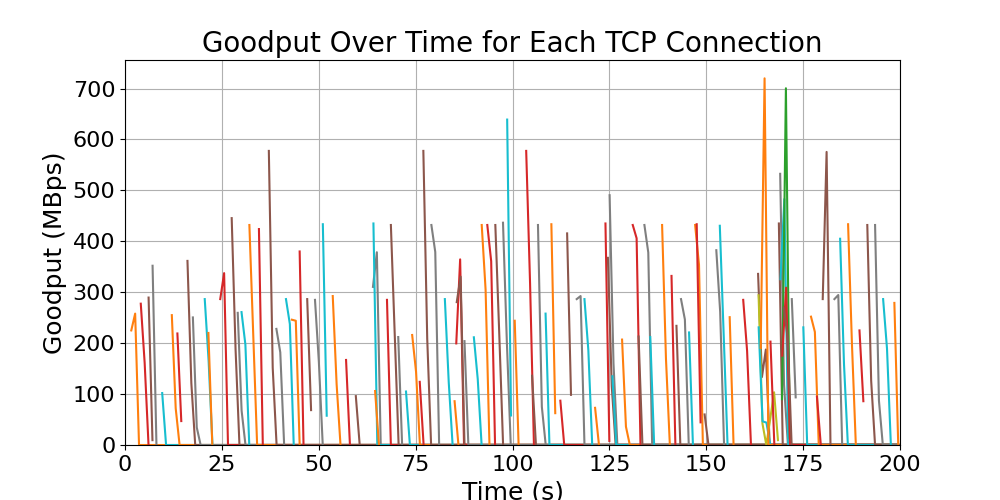 Goodput Over Time for Each TCP Connection
700
600
500
400
300
200
100
0
Goodput (MBps)
0 25 50 75 100 125 150 175 200
Time (s)